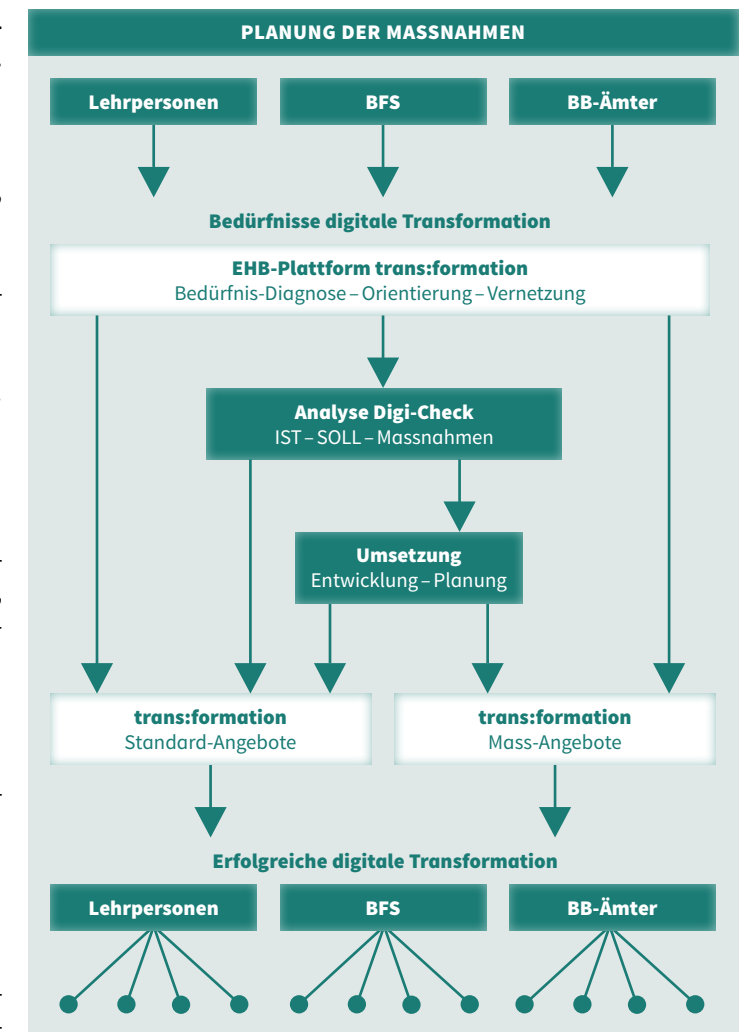 PLANUNG DER MASSNAHMEN
Lehrpersonen
BFS
BB-Ämter
Bedürfnisse digitale Transformation
EHB-Plattform trans:formation
Bedürfnis-Diagnose – Orientierung – Vernetzung
Analyse Digi-Check
IST – SOLL – Massnahmen
Umsetzung
Entwicklung – Planung
trans:formation
Standard-Angebote
trans:formation
Mass-Angebote
Erfolgreiche digitale Transformation
Lehrpersonen
BFS
BB-Ämter